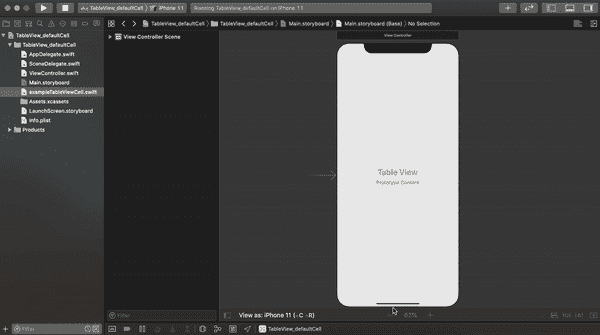 TableView_defaultCell
iPhone 11
Running TableView_defaultCell on iPhone 11
TableView_defaultCell
TableView_defaultCell
Main.storyboard
Main.storyboard (Base)
No Selection
TableView_defaultCell
TableView_defaultCell
AppDelegate.swift
SceneDelegate.swift
ViewController.swift
Main.storyboard
exampleTableViewCell.swift
Assets.xcassets
LaunchScreen.storyboard
Info.plist
Products
View Controller Scene
View Controller
Table View
Prototype Content
Filter
Filter
View as: iPhone 11
TableView_defaultCell